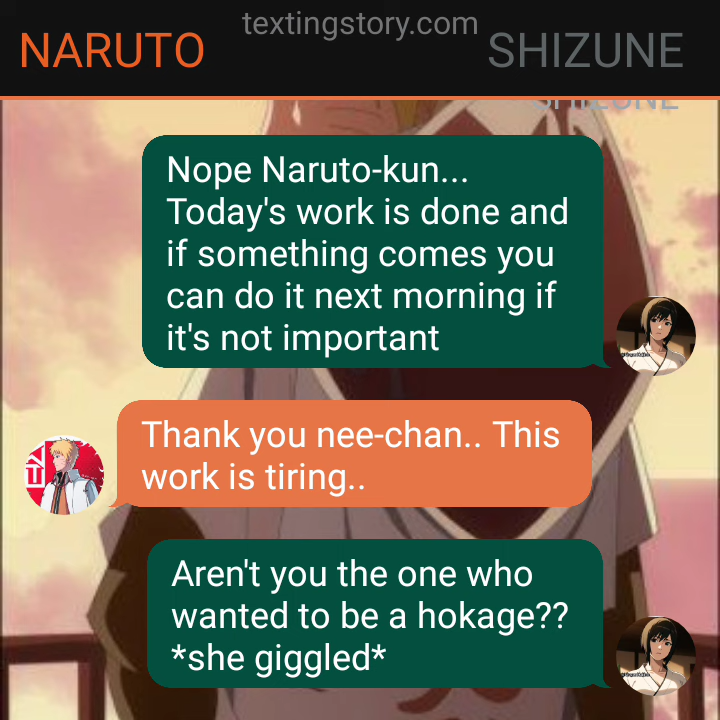 textingstory.com
NARUTO
SHIZUNE
SHIZUNE
Nope Naruto-kun...
Today's work is done and
if something comes you
can do it next morning if
it's not important
Thank you nee-chan.. This
work is tiring..
Aren't you the one who
wanted to be a hokage??
*she giggled*